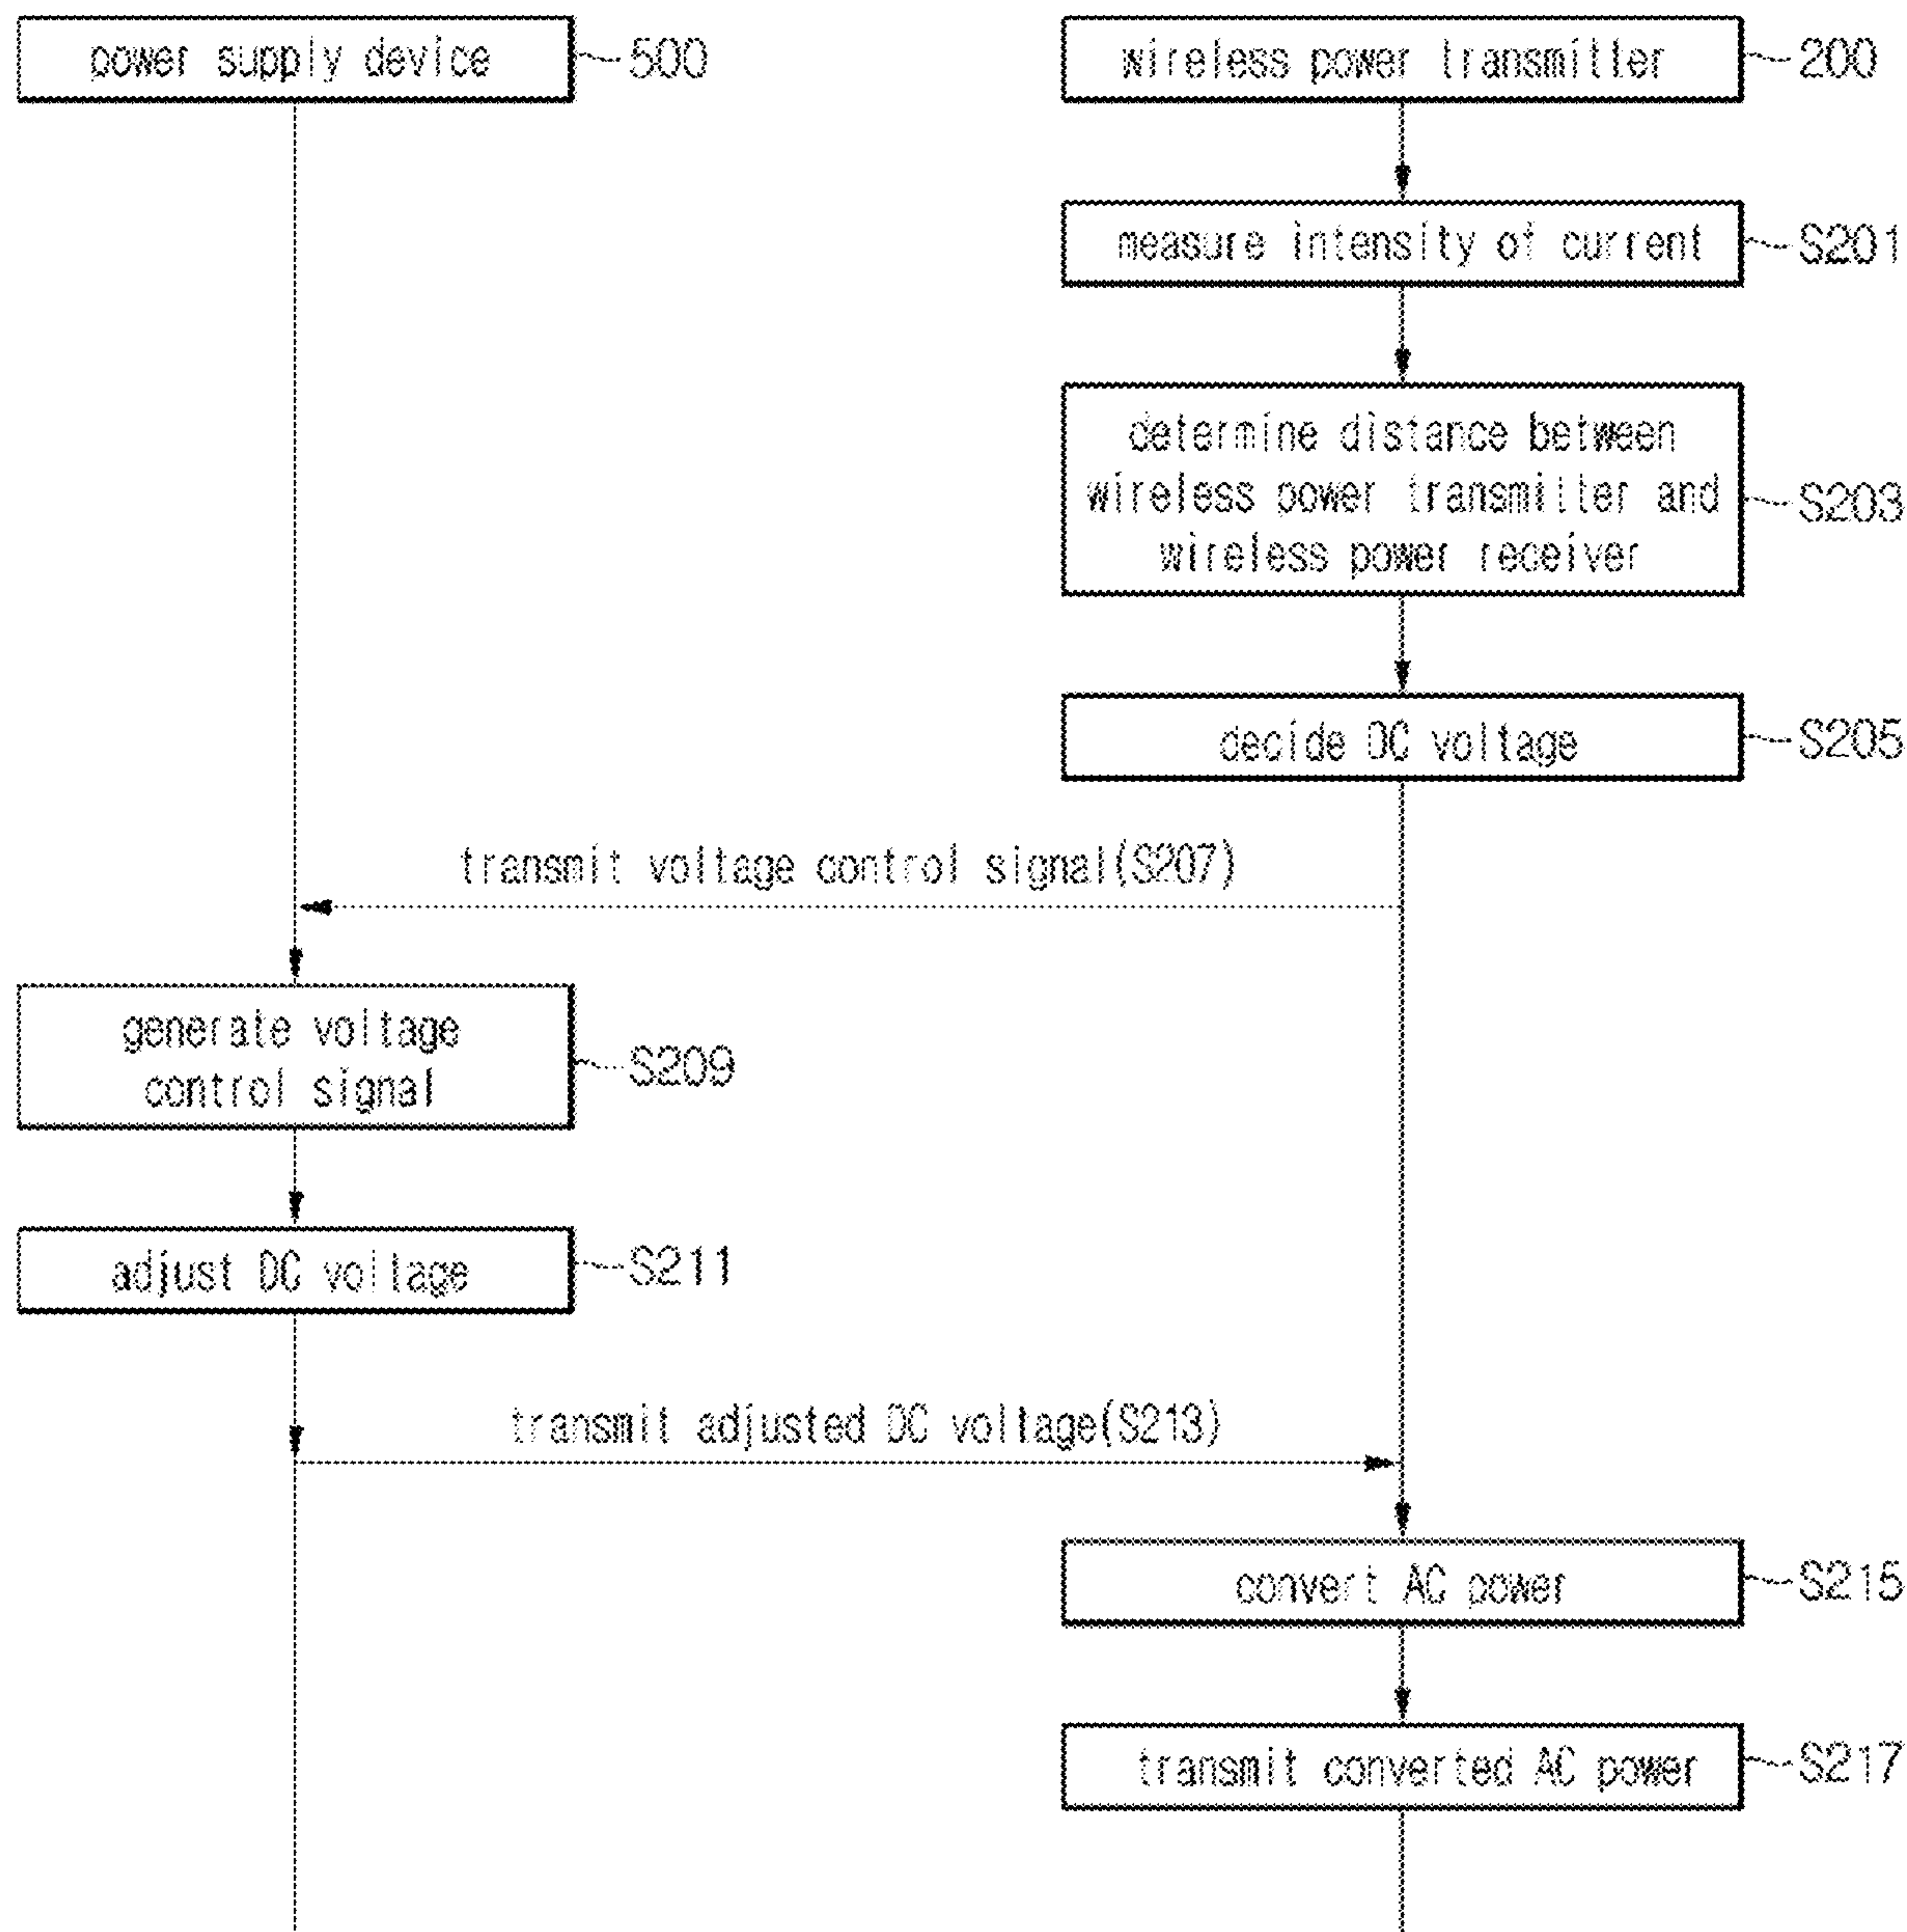 power supply device
500
wireless power transmitter
200
measure intensity of current
S201
determine distance between
wireless power transmitter and
wireless power receiver
S203
decide DC voltage
S205
transmit voltage control signal(S207)
generate voltage
control signal
S209
adjust DC voltage
S211
transmit adjusted DC voltage(S213)
convert AC power
S215
transmit converted AC power
S217